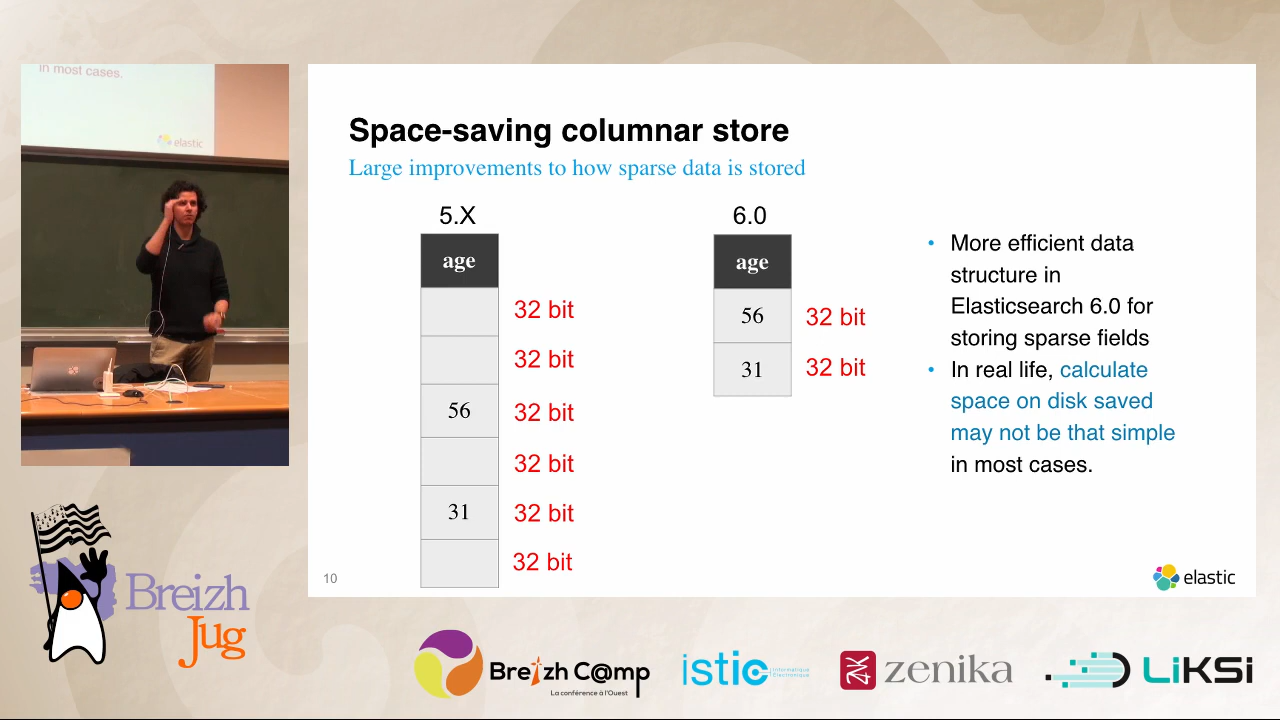 in most cases.
elastic
Space-saving columnar store
Large improvements to how sparse data is stored
5.X
age
32 bit
32 bit
56 32 bit
32 bit
31 32 bit
32 bit
6.0
age
56 32 bit
31 32 bit
• More efficient data
structure in
Elasticsearch 6.0 for
storing sparse fields
• In real life, calculate
space on disk saved
may not be that simple
in most cases.
10
elastic
Breizh
Jug
Breizh C@mp
La conférence à l'Ouest
istic
Informatique
Électronique
ZK zenika
LiKSi